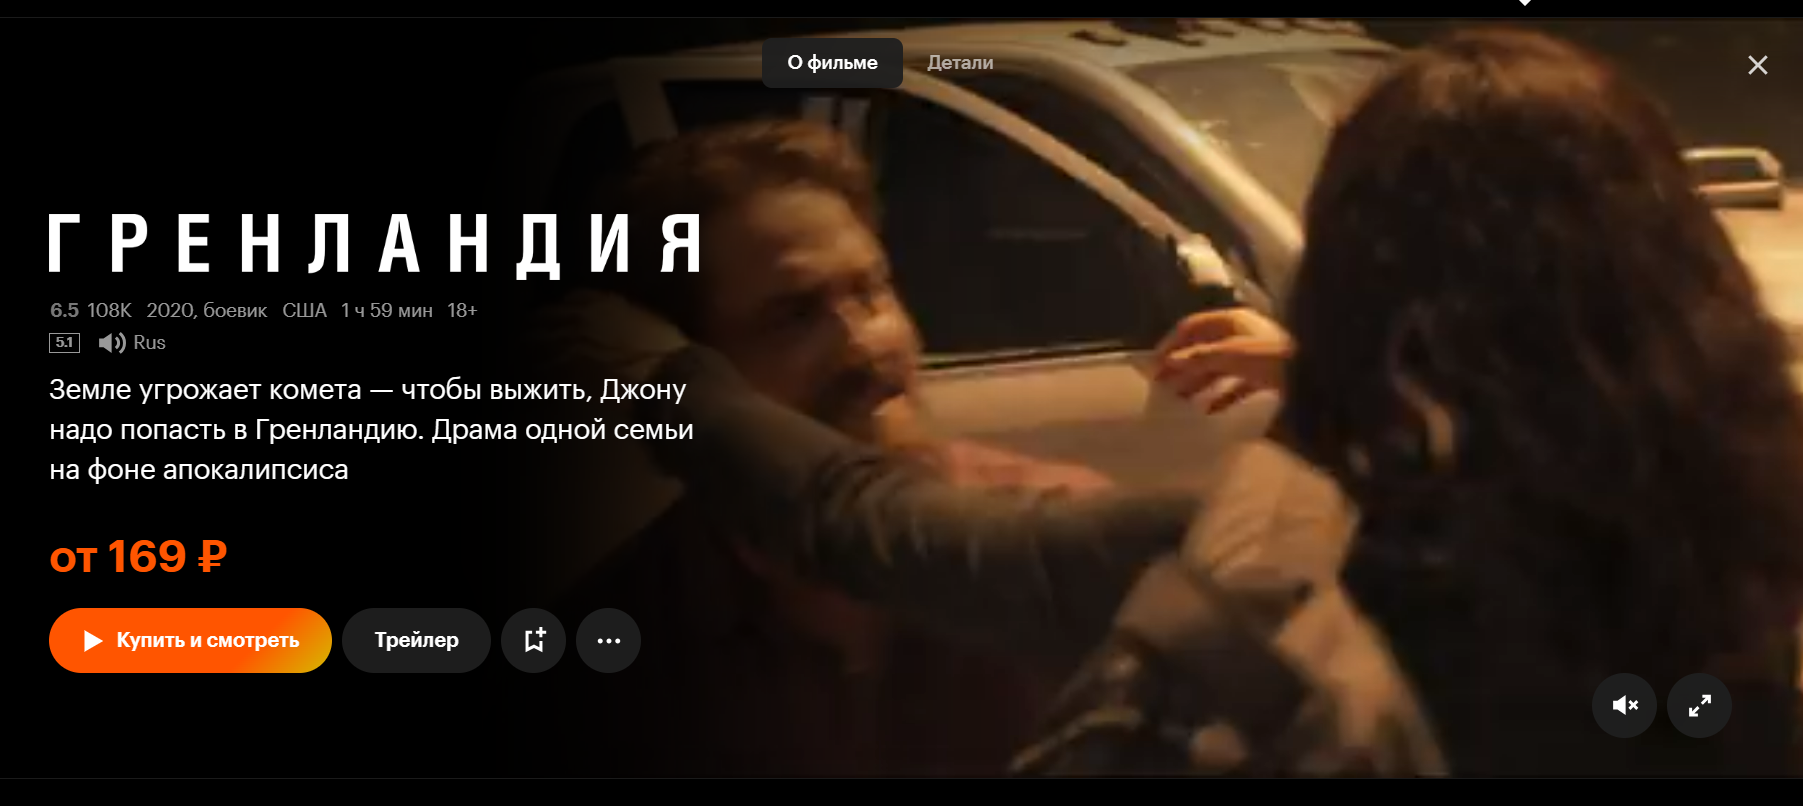 О фильме
Детали
ГРЕНЛАНДИЯ
6.5 108K 2020, боевик США 1 ч 59 мин 18+
5.1 Rus
Земле угрожает комета — чтобы выжить, Джону
надо попасть в Гренландию. Драма одной семьи
на фоне апокалипсиса
от 169 ₽
Купить и смотреть
Трейлер